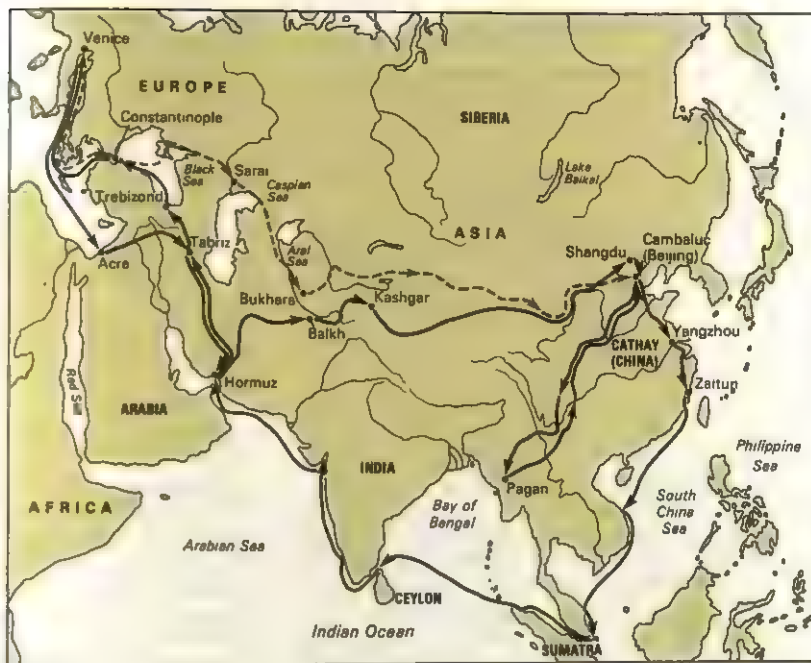 Venice
EUROPE
Constantinople
SIBERIA
Black
Sea
Sarai
Caspian
Sea
Lake
Baikal
Trebizond
ASIA
Aral
Sea
Shangdu
Cambaluc
(Beijing)
Acre
Tabriz
Bukhara
Kashgar
Balkh
Yangzhou
CATHAY
(CHINA)
Hormuz
Zaitun
Red Sea
ARABIA
INDIA
Philippine
Sea
Pagan
AFRICA
Bay of
Bengal
South
China
Sea
Arabian Sea
CEYLON
Indian Ocean
SUMATRA